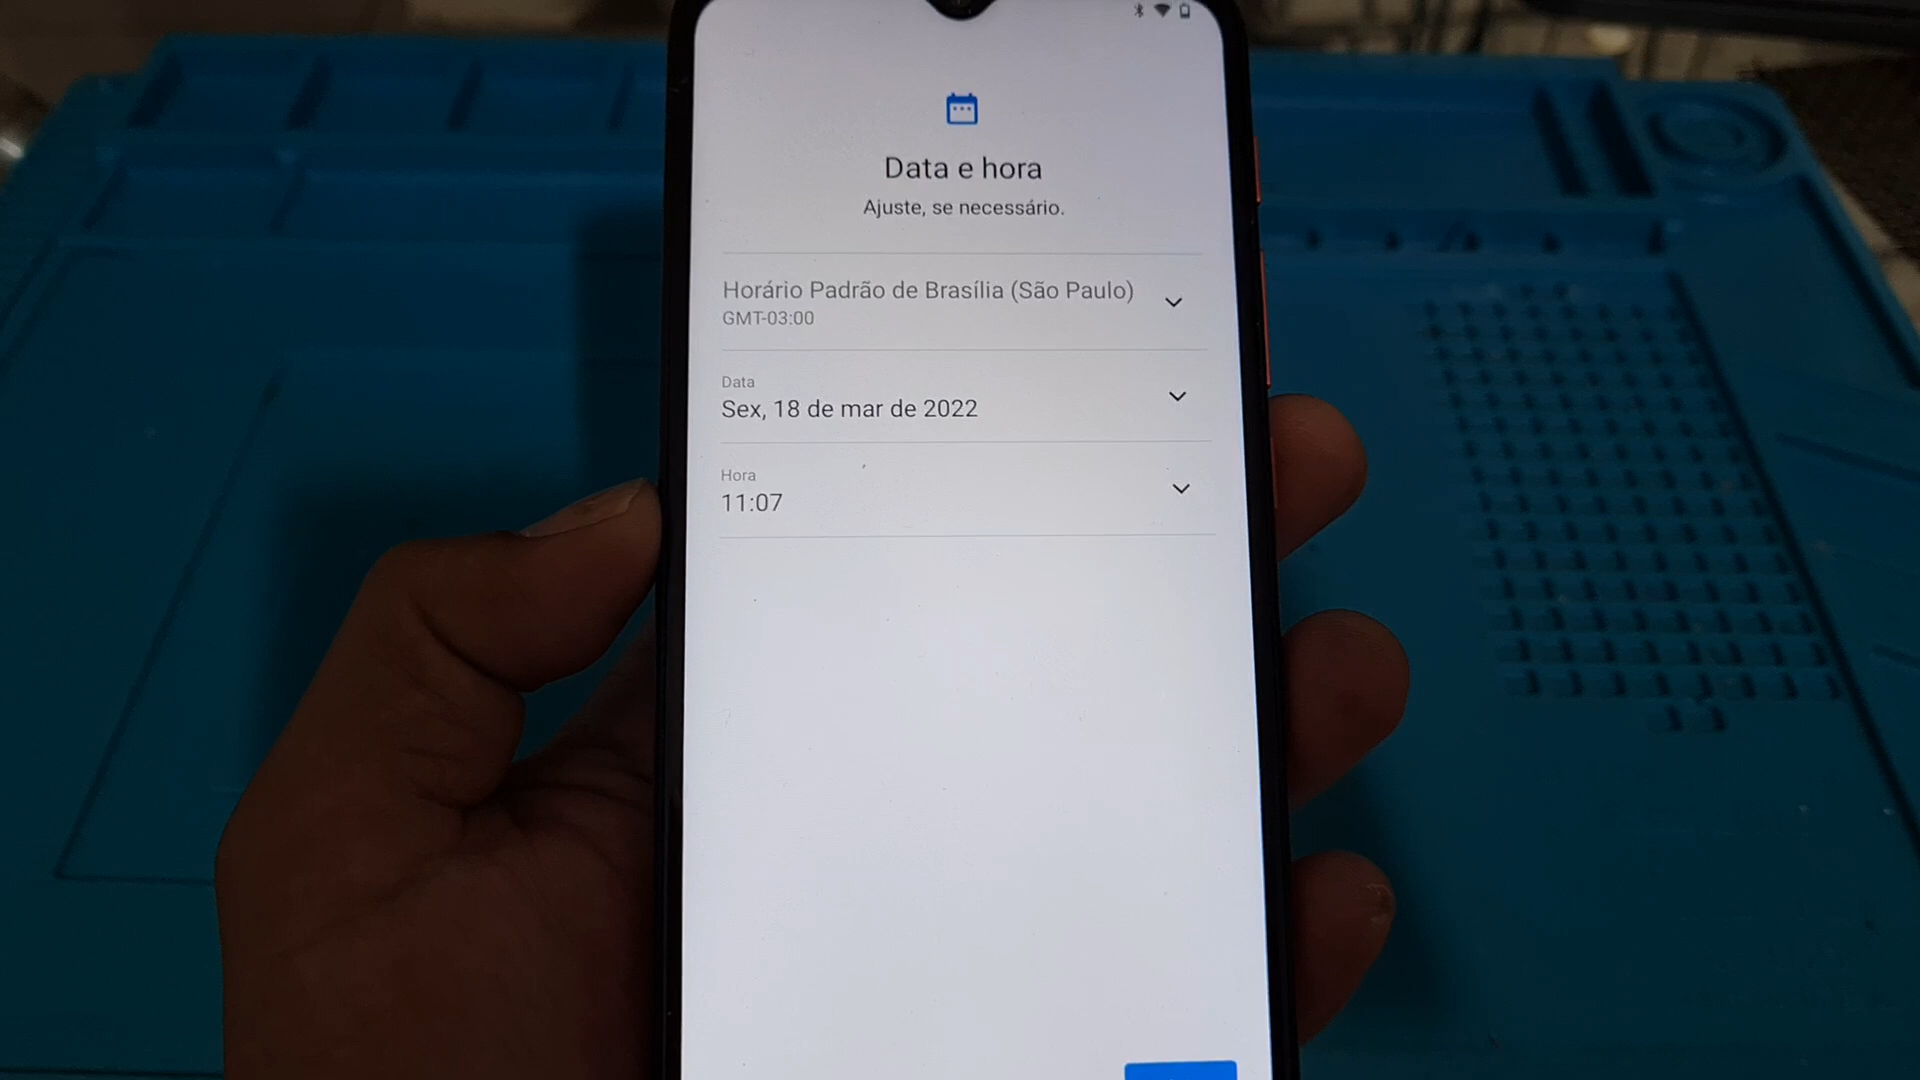 Data e hora
Ajuste, se necessário.
Horário Padrão de Brasília (São Paulo)
GMT-03:00
Data
Sex, 18 de mar de 2022
Hora
11:07